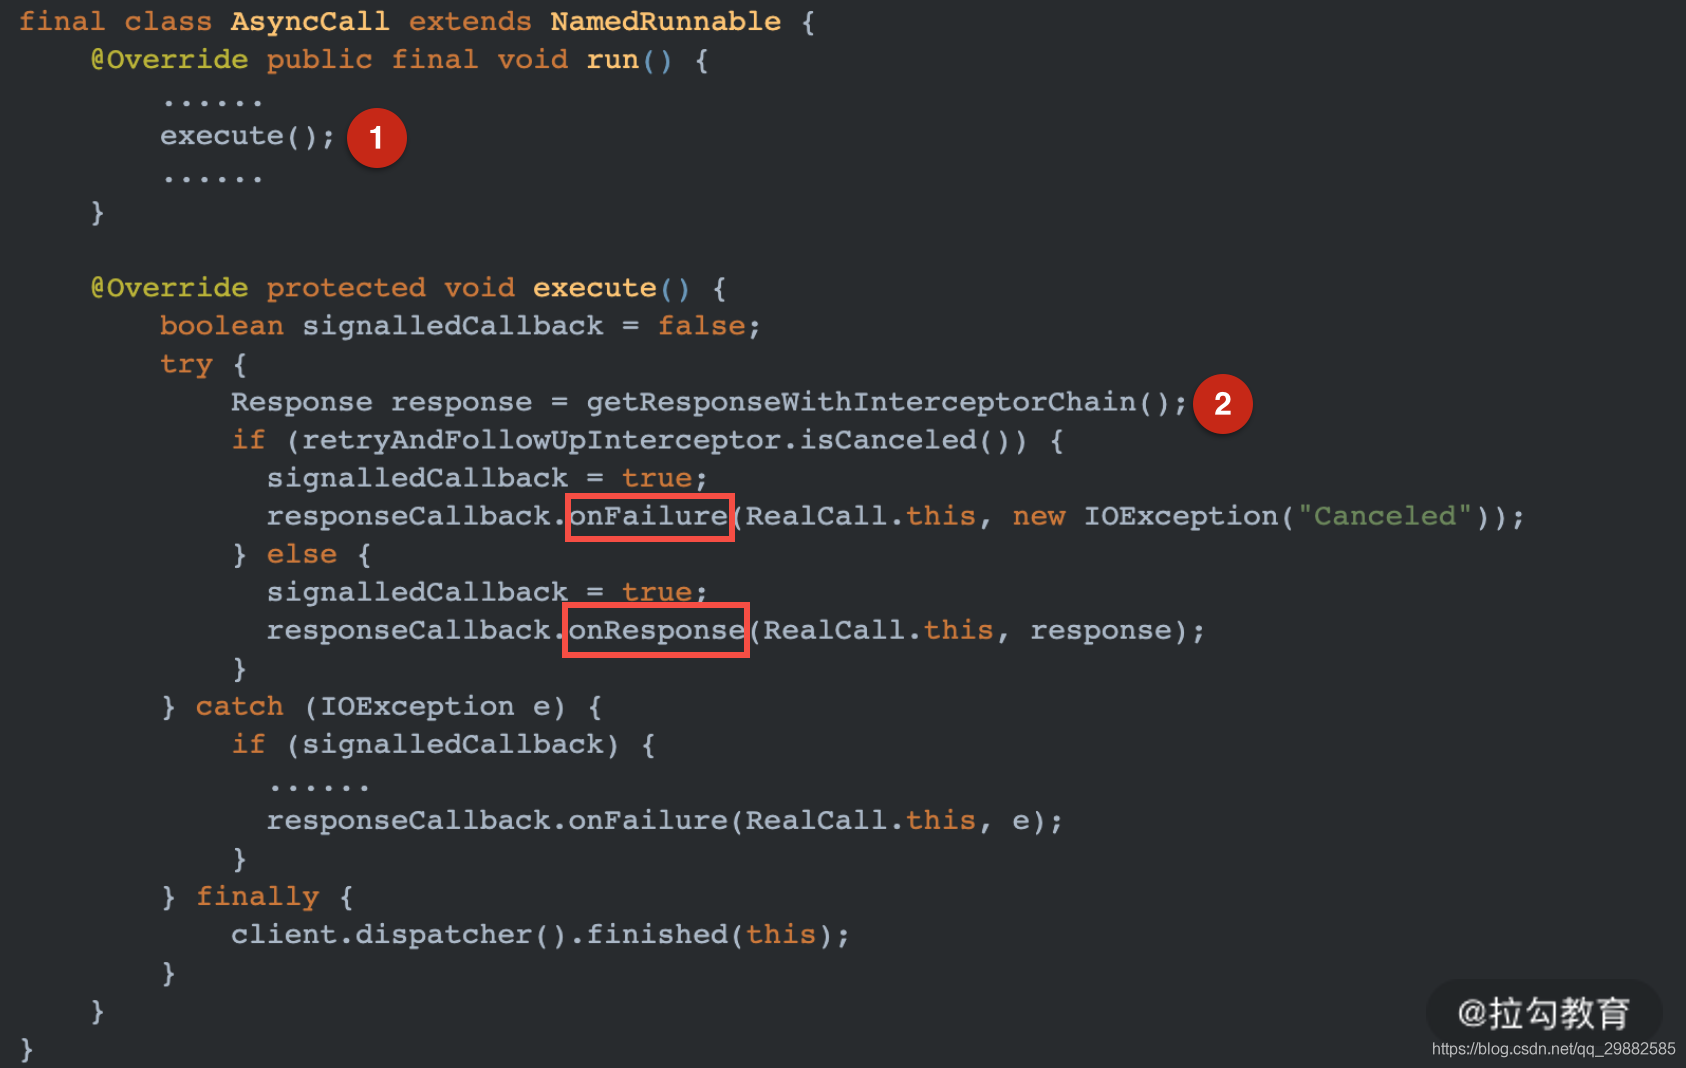 final class AsyncCall extends NamedRunnable {
@Override public final void run() {
......
execute(); 1
......
}
@Override protected void execute() {
boolean signalledCallback = false;
try {
Response response = getResponseWithInterceptorChain(); 2
if (retryAndFollowUpInterceptor.isCanceled()) {
signalledCallback = true;
responseCallback.onFailure(RealCall.this, new IOException("Canceled"));
} else {
signalledCallback = true;
responseCallback.onResponse(RealCall.this, response);
}
} catch (IOException e) {
if (signalledCallback) {
......
responseCallback.onFailure(RealCall.this, e);
}
} finally {
client.dispatcher().finished(this);
}
}
}
@拉勾教育
https://blog.csdn.net/qq_29882585